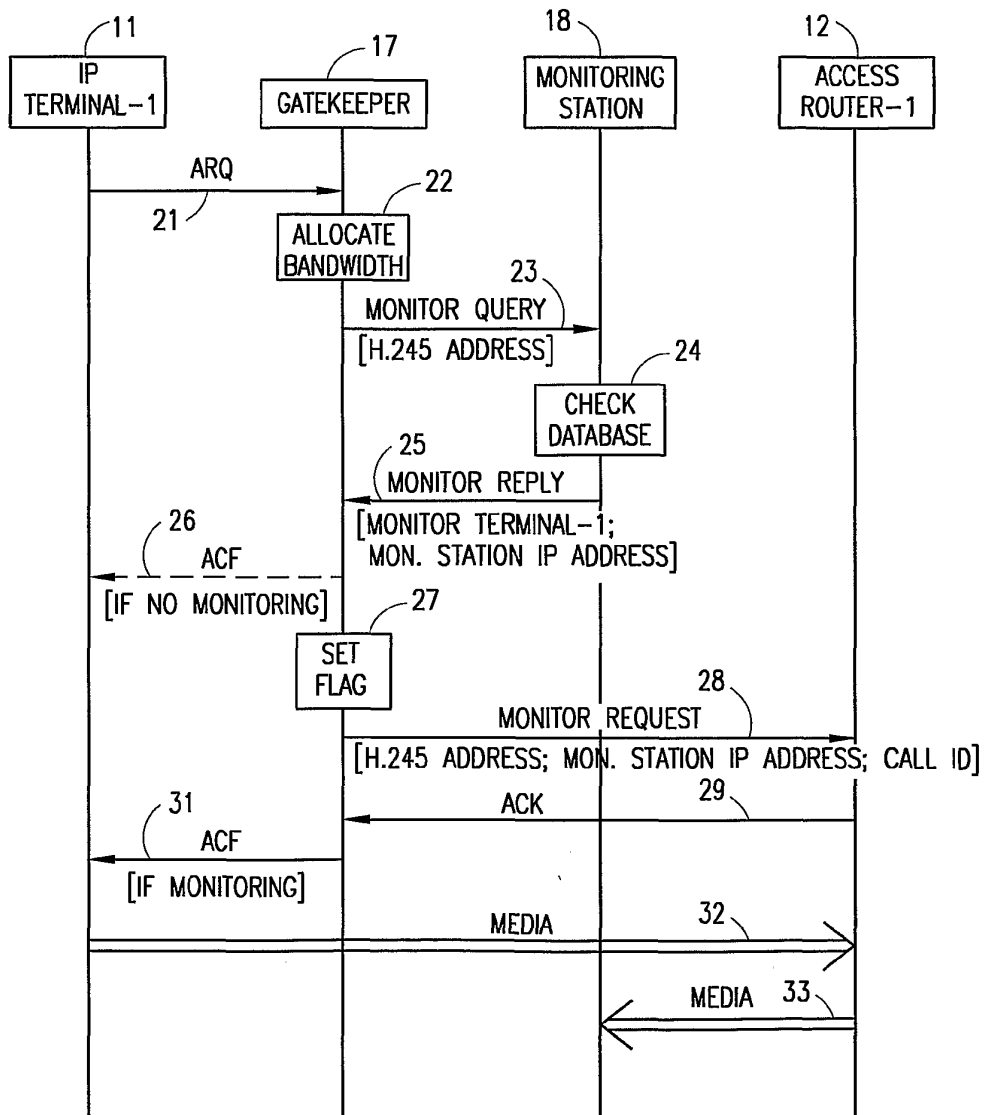 11
17
18
12
IP
TERMINAL-1
GATEKEEPER
MONITORING
STATION
ACCESS
ROUTER-1
ARQ
21
22
ALLOCATE
BANDWIDTH
23
MONITOR QUERY
[H.245 ADDRESS]
24
CHECK
DATABASE
25
MONITOR REPLY
[MONITOR TERMINAL-1;
MON. STATION IP ADDRESS]
26
ACF
[IF NO MONITORING]
27
SET
FLAG
28
MONITOR REQUEST
[H.245 ADDRESS; MON. STATION IP ADDRESS; CALL ID]
29
ACK
31
ACF
[IF MONITORING]
MEDIA
32
MEDIA
33